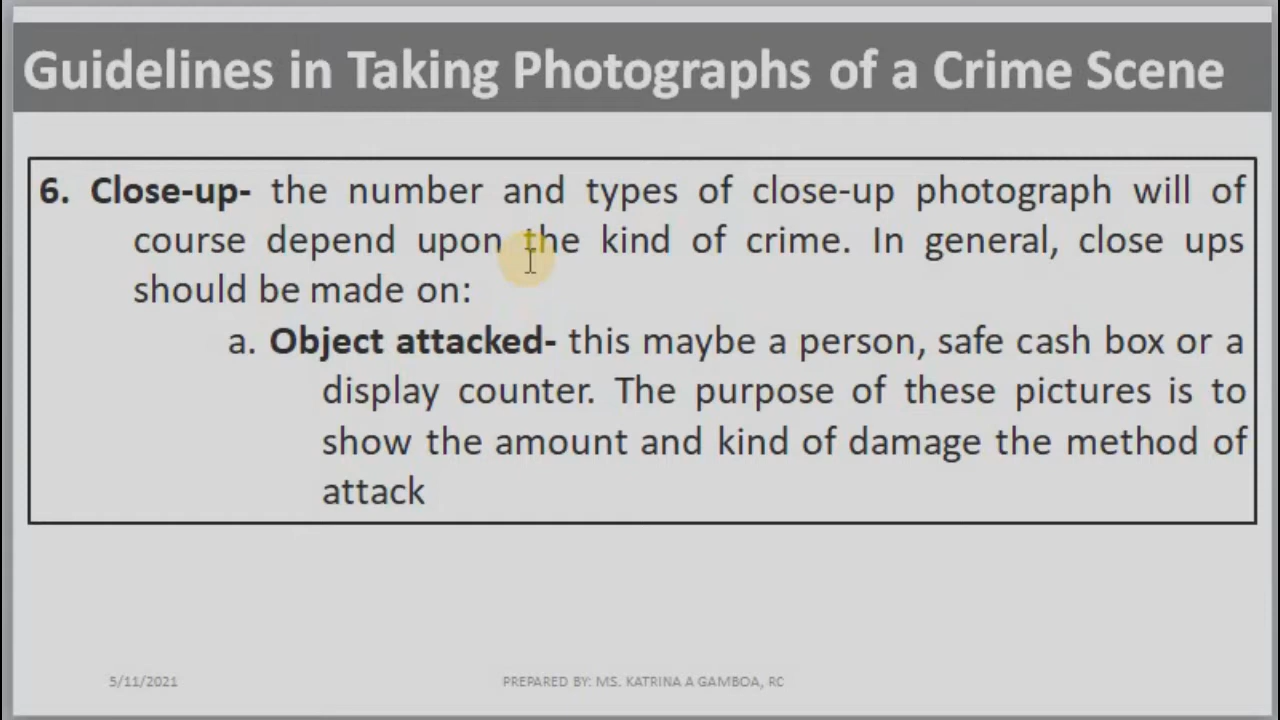 Guidelines in Taking Photographs of a Crime Scene
6. Close-up- the number and types of close-up photograph will of
course depend upon the kind of crime. In general, close ups
should be made on:
a. Object attacked- this maybe a person, safe cash box or a
display counter. The purpose of these pictures is to
show the amount and kind of damage the method of
attack
5/11/2021
PREPARED BY: MS. KATRINA A GAMBOA, RC